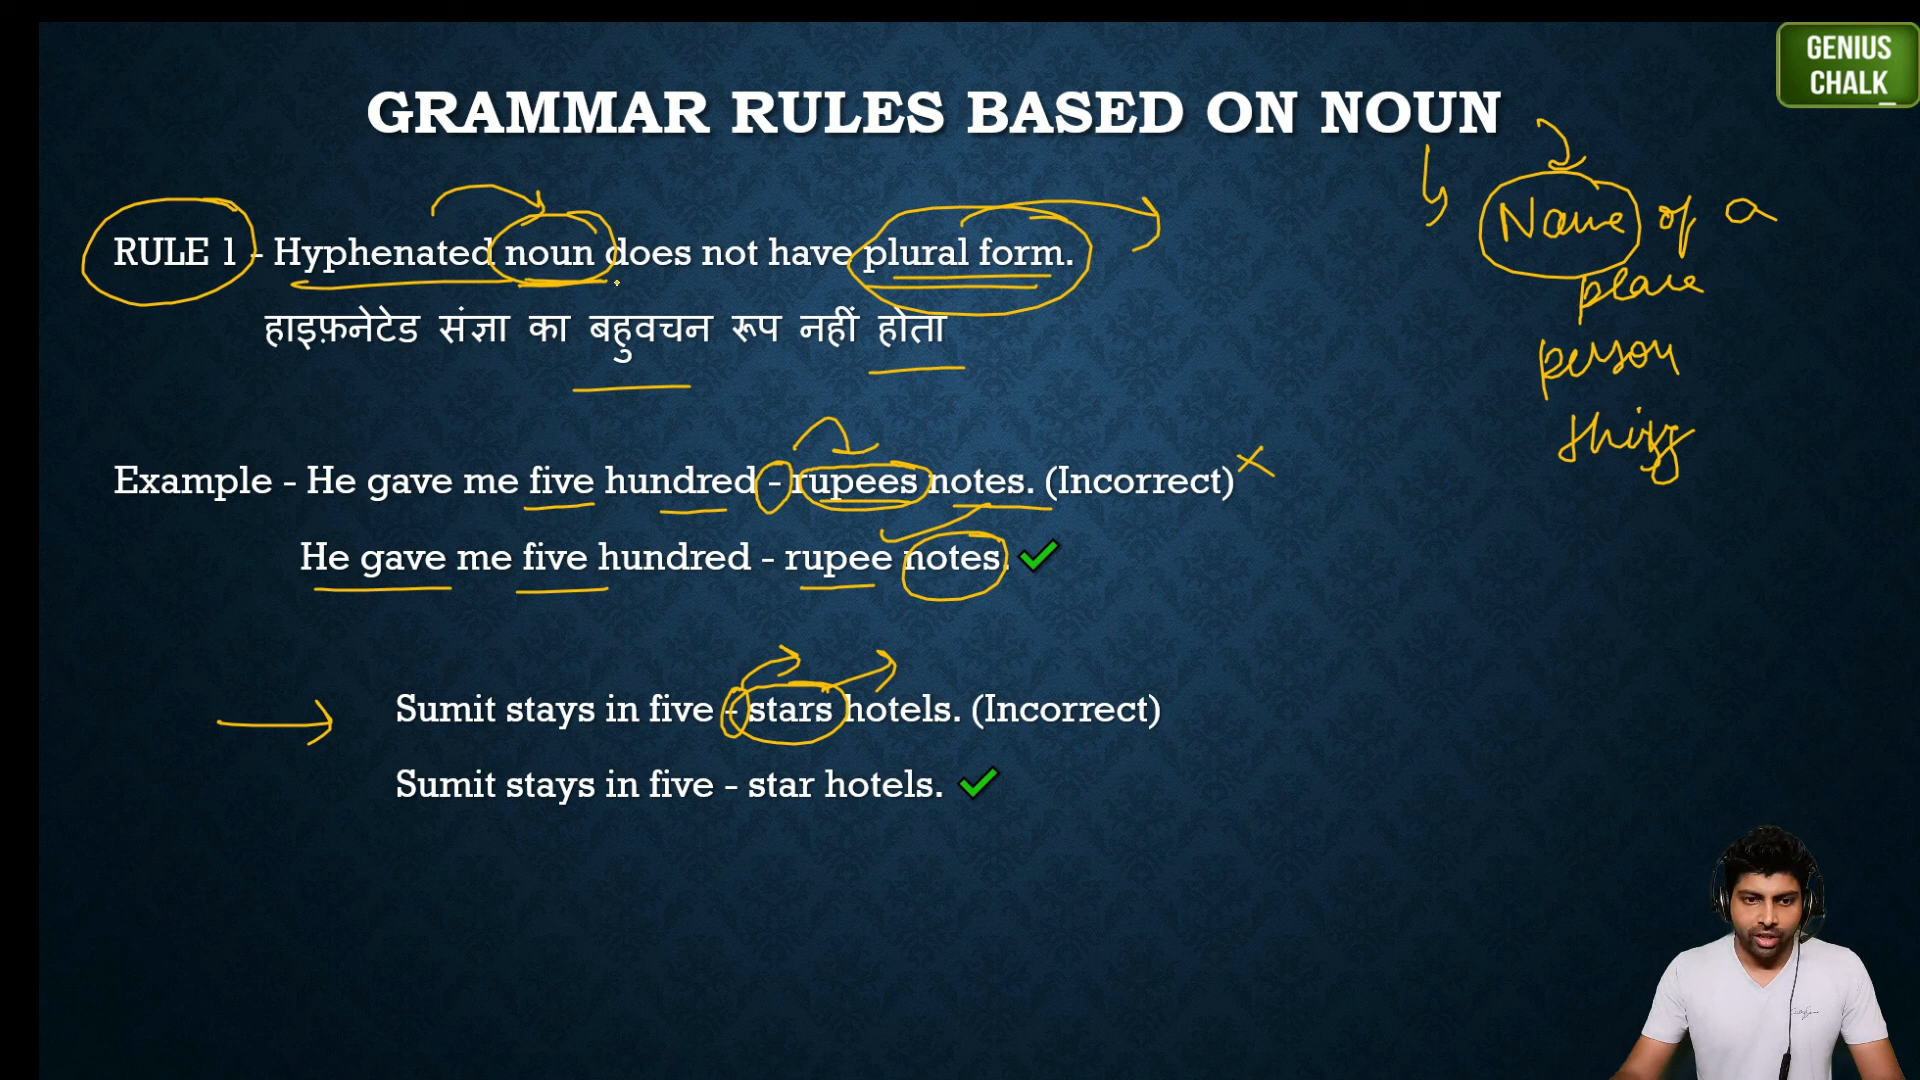 GENIUS
CHALK
GRAMMAR RULES BASED ON NOUN
Name of a
place
person
thing
RULE 1 - Hyphenated noun does not have plural form.
हाइफ़नेटेड संज्ञा का बहुवचन रूप नहीं होता
Example - He gave me five hundred - rupees notes. (Incorrect)
He gave me five hundred - rupee notes.
Sumit stays in five - stars hotels. (Incorrect)
Sumit stays in five - star hotels.